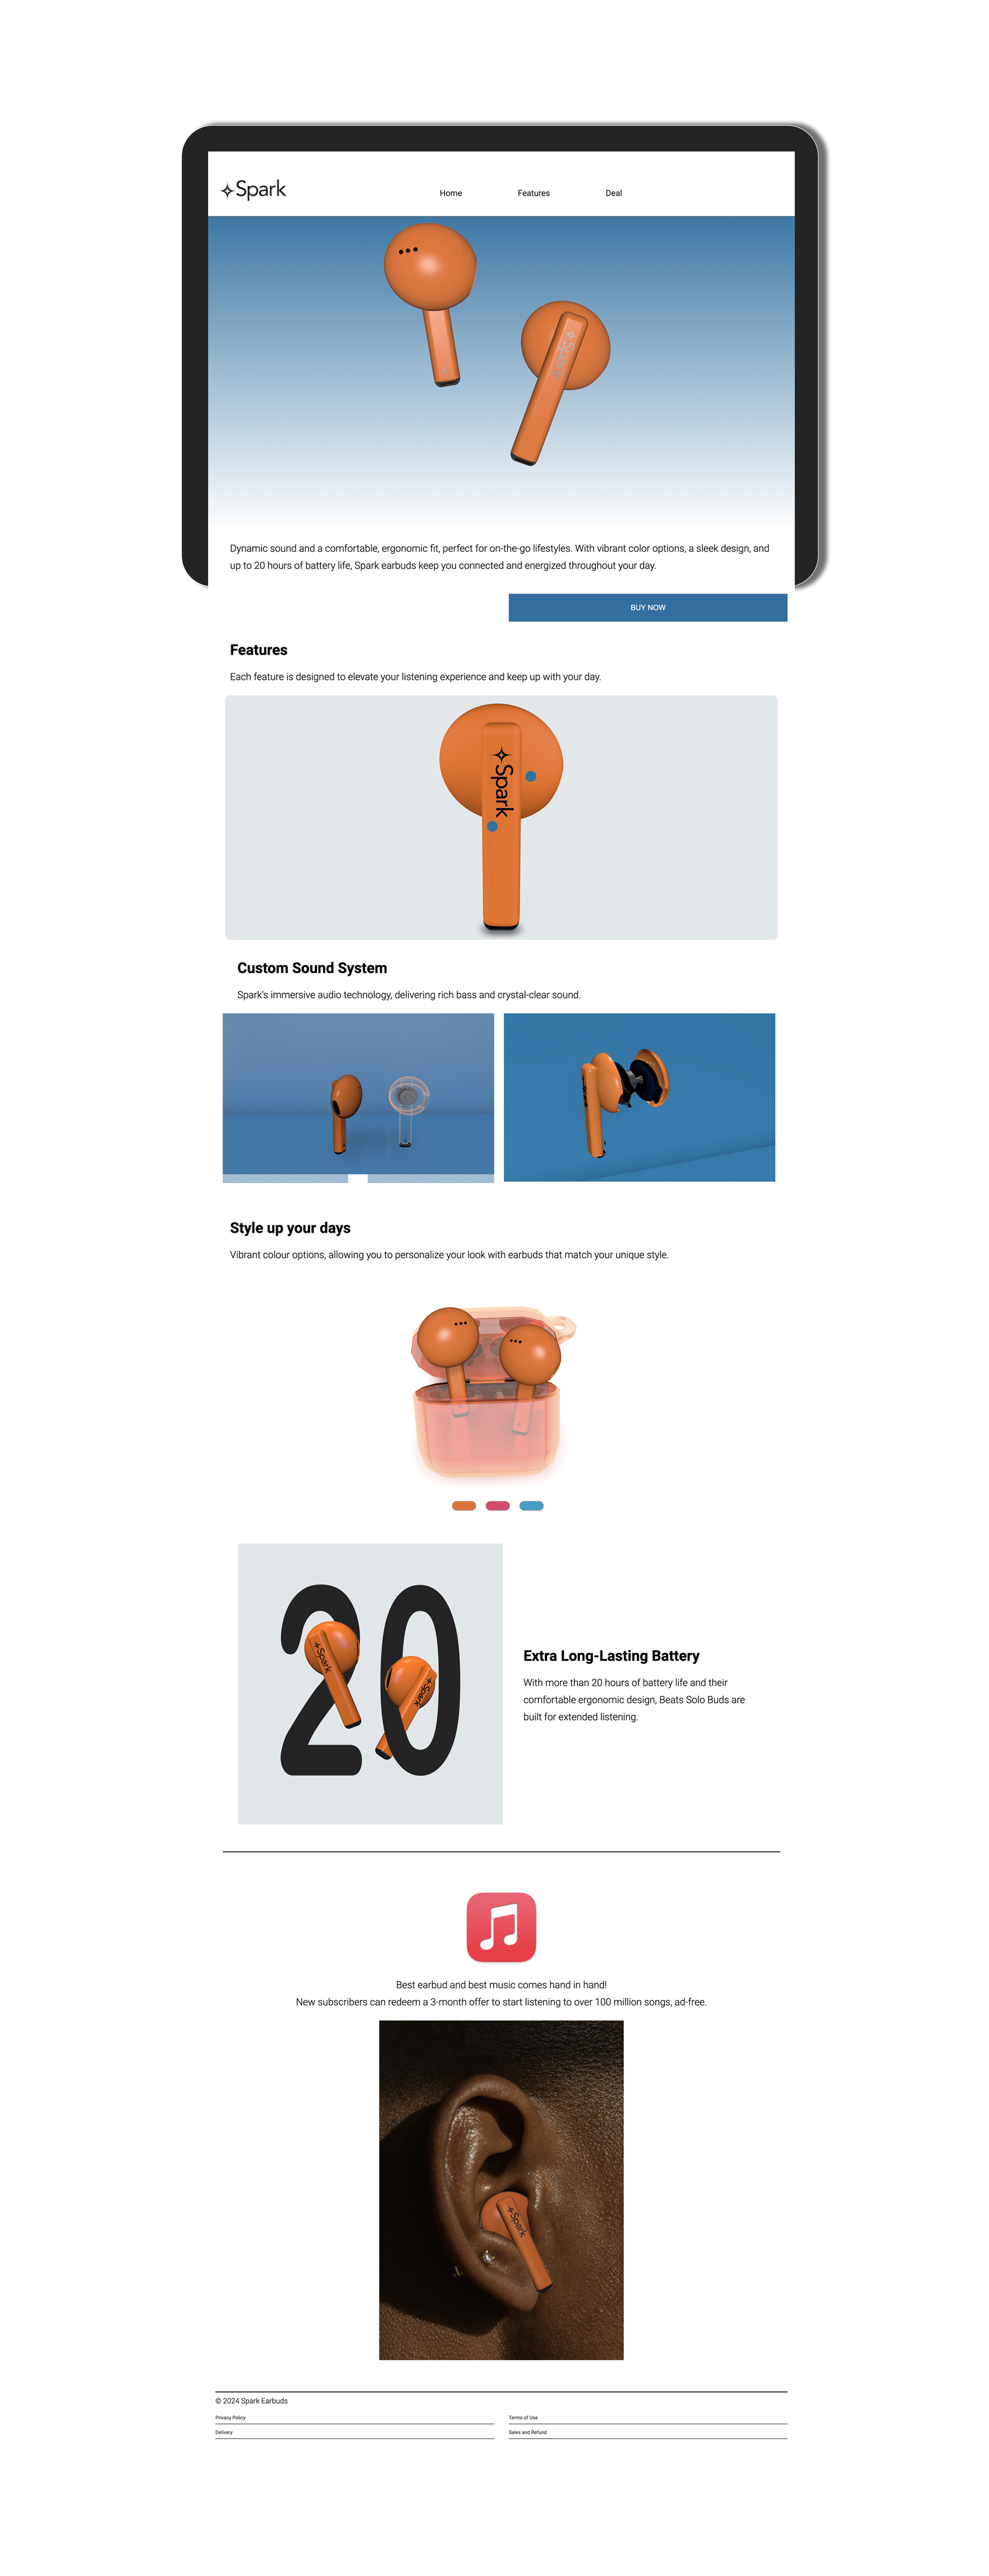 Spark
Home
Features
Deal
Spark
Dynamic sound and a comfortable, ergonomic fit, perfect for on-the-go lifestyles. With vibrant color options, a sleek design, and
up to 20 hours of battery life, Spark earbuds keep you connected and energized throughout your day.
BUY NOW
Features
Each feature is designed to elevate your listening experience and keep up with your day.
Spark
Custom Sound System
Spark's immersive audio technology, delivering rich bass and crystal-clear sound.
Style up your days
Vibrant colour options, allowing you to personalize your look with earbuds that match your unique style.
20
Spark
Spark
Extra Long-Lasting Battery
With more than 20 hours of battery life and their
comfortable ergonomic design, Beats Solo Buds are
built for extended listening.
Best earbud and best music comes hand in hand!
New subscribers can redeem a 3-month offer to start listening to over 100 million songs, ad-free.
Spark
© 2024 Spark Earbuds
Privacy Policy
Terms of Use
Delivery
Sales and Refund